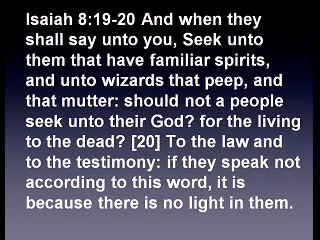 Isaiah 8:19-20 And when they
shall say unto you, Seek unto
them that have familiar spirits,
and unto wizards that peep, and
that mutter: should not a people
seek unto their God? for the living
to the dead? [20] To the law and
to the testimony: if they speak not
according to this word, it is
because there is no light in them.